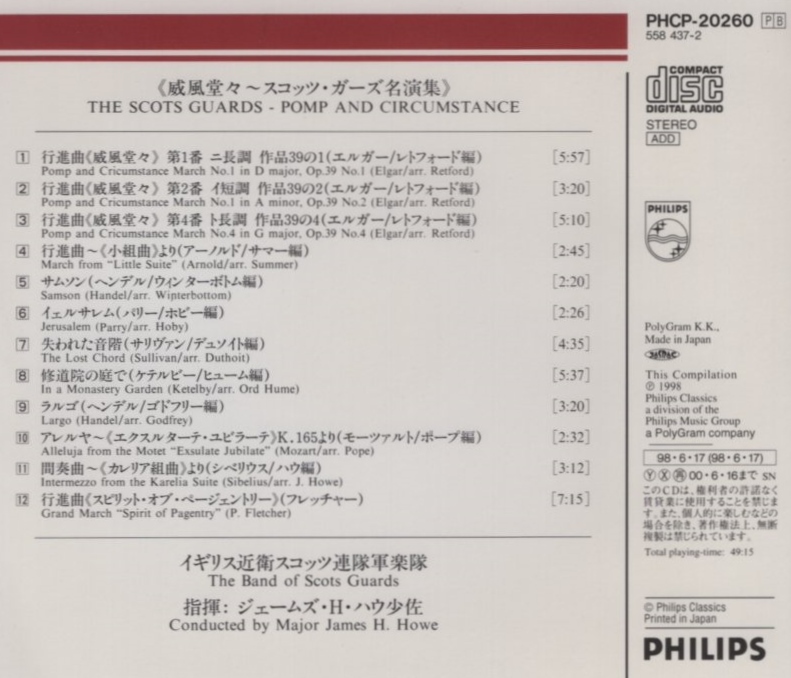 《威風堂々～スコッツ・ガーズ名演集》
THE SCOTS GUARDS - POMP AND CIRCUMSTANCE
1 行進曲《威風堂々》 第1番 ニ長調 作品39の1(エルガー/レトフォード編) [5:57]
Pomp and Cricumstance March No.1 in D major, Op.39 No.1 (Elgar/arr. Retford)
2 行進曲《威風堂々》 第2番 イ短調 作品39の2(エルガー/レトフォード編) [3:20]
Pomp and Cricumstance March No.1 in A minor, Op.39 No.2 (Elgar/arr. Retford)
3 行進曲《威風堂々》 第4番 ト長調 作品39の4(エルガー/レトフォード編) [5:10]
Pomp and Cricumstance March No.4 in G major, Op.39 No.4 (Elgar/arr. Retford)
4 行進曲～《小組曲》より(アーノルド/サマー編) [2:45]
March from "Little Suite" (Arnold/arr. Summer)
5 サムソン(ヘンデル/ウィンターボトム編) [2:20]
Samson (Handel/arr. Winterbottom)
6 イェルサレム(パリー/ホビー編) [2:26]
Jerusalem (Parry/arr. Hoby)
7 失われた音階(サリヴァン/デュソイト編) [4:35]
The Lost Chord (Sullivan/arr. Duthoit)
8 修道院の庭で(ケテルビー/ヒューム編) [5:37]
In a Monastery Garden (Ketelby/arr. Ord Hume)
9 ラルゴ(ヘンデル/ゴドフリー編) [3:20]
Largo (Handel/arr. Godfrey)
10 アレルヤ～《エクスルターテ・ユビラーテ》K.165より(モーツァルト/ポープ編) [2:32]
Alleluja from the Motet "Exsulate Jubilate" (Mozart/arr. Pope)
11 間奏曲～《カレリア組曲》より(シベリウス/ハウ編) [3:12]
Intermezzo from the Karelia Suite (Sibelius/arr. J. Howe)
12 行進曲《スピリット・オブ・ページェントリー》(フレッチャー) [7:15]
Grand March "Spirit of Pagentry" (P. Fletcher)
イギリス近衛スコッツ連隊軍楽隊
The Band of Scots Guards
指揮: ジェームズ・H・ハウ少佐
Conducted by Major James H. Howe
PHCP-20260 PB
558 437-2
COMPACT
disc
DIGITAL AUDIO
STEREO
ADD
PHILIPS
PolyGram K.K.,
Made in Japan
This Compilation
℗ 1998
Philips Classics
a division of the
Philips Music Group
a PolyGram company
98・6・17 (98・6・17)
Ⓨ Ⓧ 再 00・6・16まで SN
このCDは、権利者の許諾なく
賃貸業に使用することを禁じま
す。また、個人的に楽しむなどの
場合を除き、著作権法上、無断
複製は禁じられています。
Total playing-time: 49:15
© Philips Classics
Printed in Japan
PHILIPS